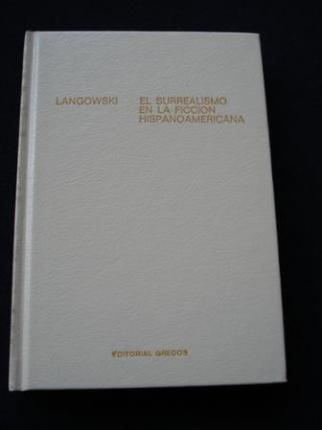 LANGOWSKI EL SURREALISMO
EN LA FICCION
HISPANOAMERICANA
EDITORIAL GREDOS